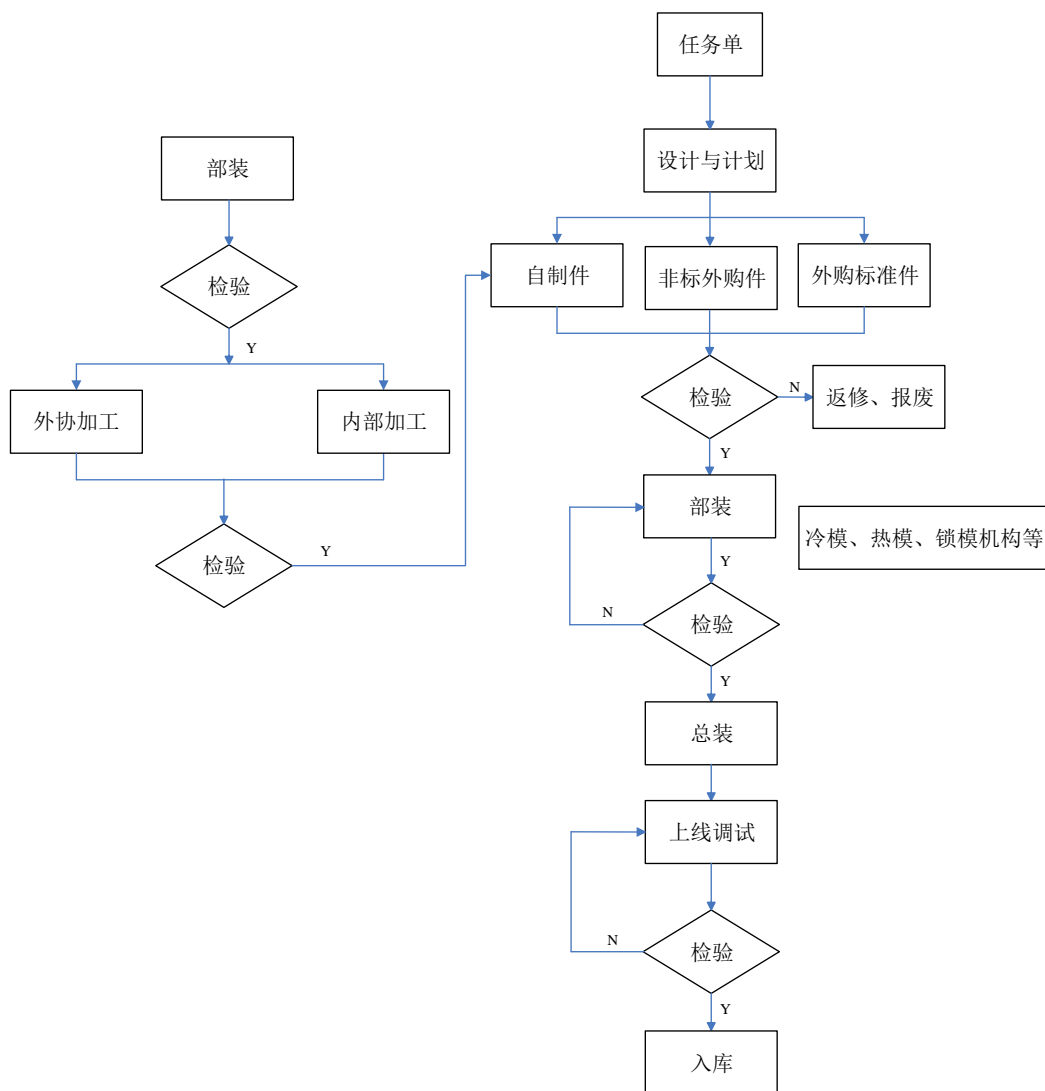 任务单
设计与计划
部装
检验
Y
外协加工
内部加工
检验
Y
自制件
非标外购件
外购标准件
检验
N
返修、报废
Y
部装
冷模、热模、锁模机构等
Y
检验
N
Y
总装
上线调试
检验
N
Y
入库